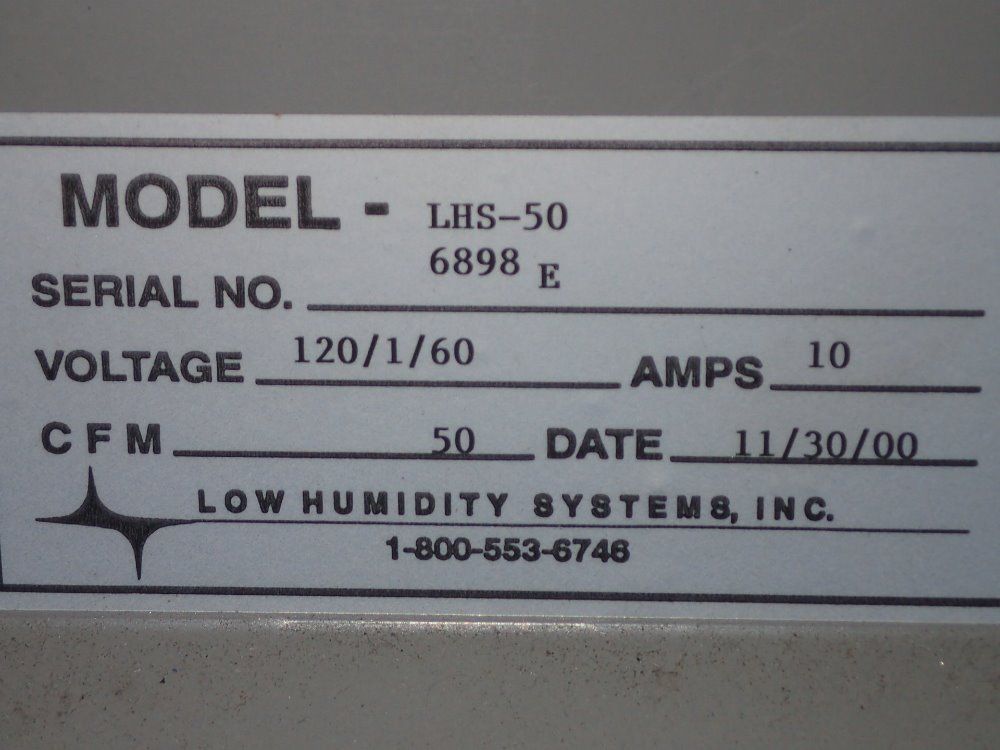 MODEL - LHS-50
SERIAL NO. 6898 E
VOLTAGE 120/1/60 AMPS 10
CFM 50 DATE 11/30/00
LOW HUMIDITY SYSTEMS, INC.
1-800-553-6746